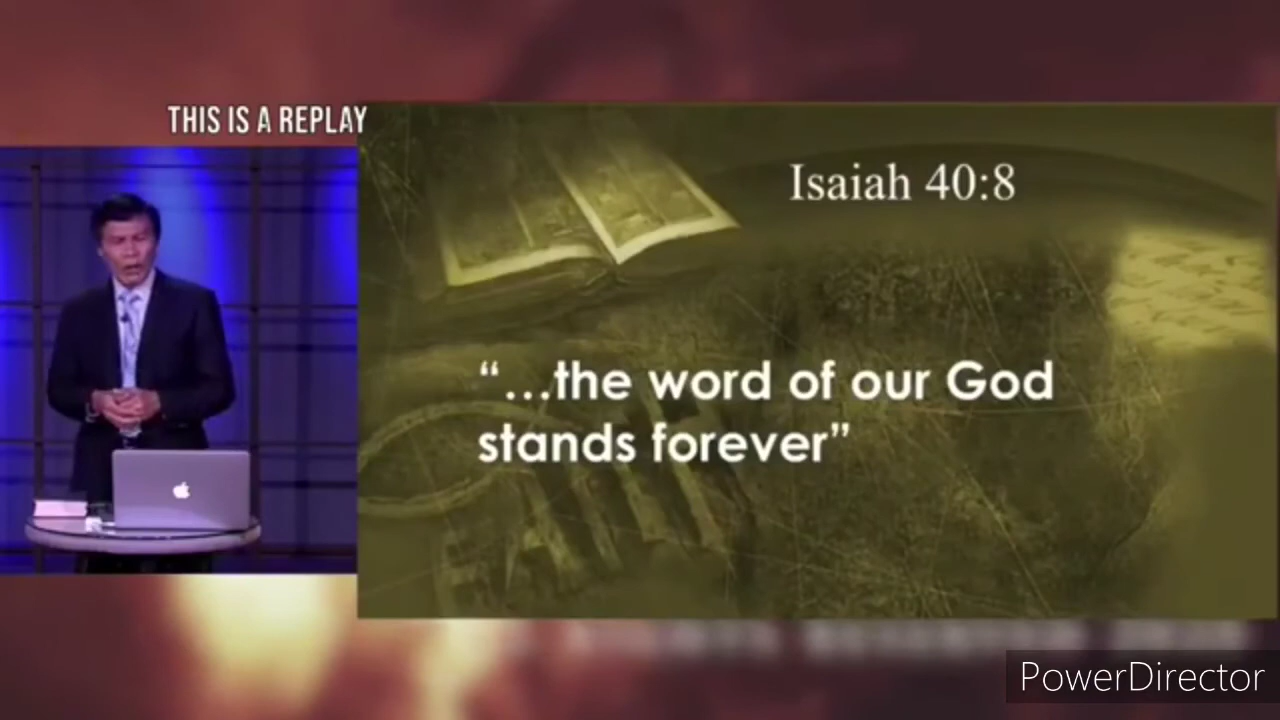 THIS IS A REPLAY
Isaiah 40:8
“...the word of our God
stands forever”
PowerDirector